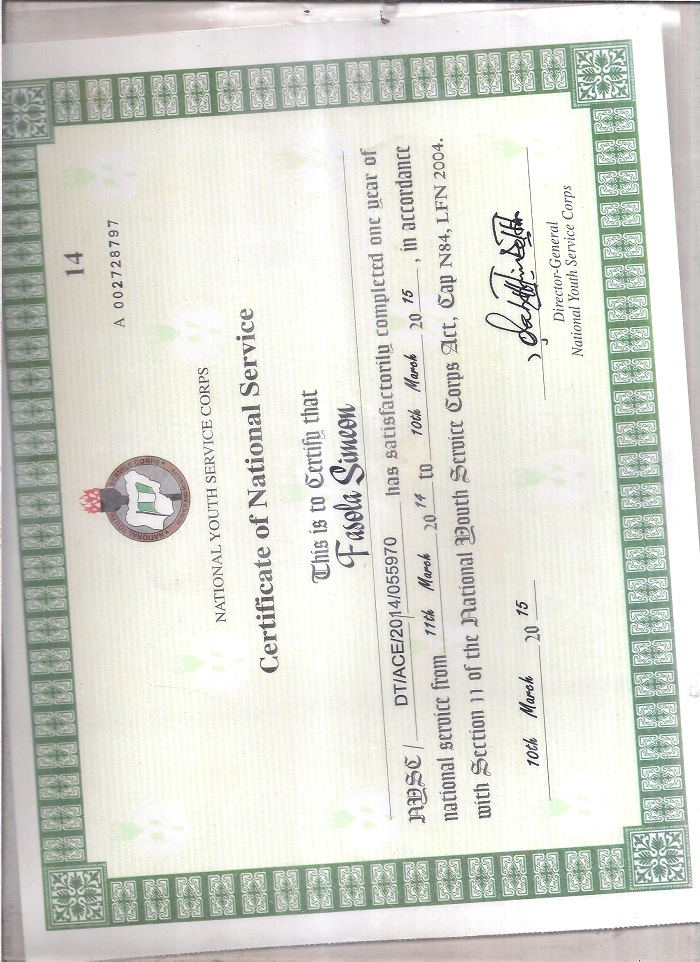 14
A 002728797
NATIONAL YOUTH SERVICE CORPS
Certificate of National Service
This is to Certify that
Fasola Simeon
NYSC/ DT/ACE/2014/055970 has satisfactorily completed one year of
national service from 11th March 2014 to 10th March 2015, in accordance
with Section 11 of the National Youth Service Corps Act, Cap N84, LFN 2004.
10th March 2015
Director-General
National Youth Service Corps